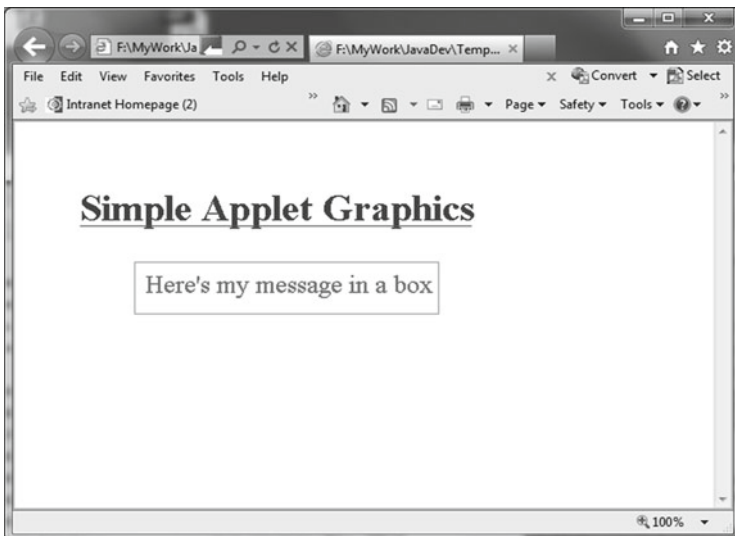 F:\MyWork\Ja
F:\MyWork\JavaDev\Temp...
File Edit View Favorites Tools Help
Convert Select
Intranet Homepage (2)
Page Safety Tools
Simple Applet Graphics
Here's my message in a box
100%